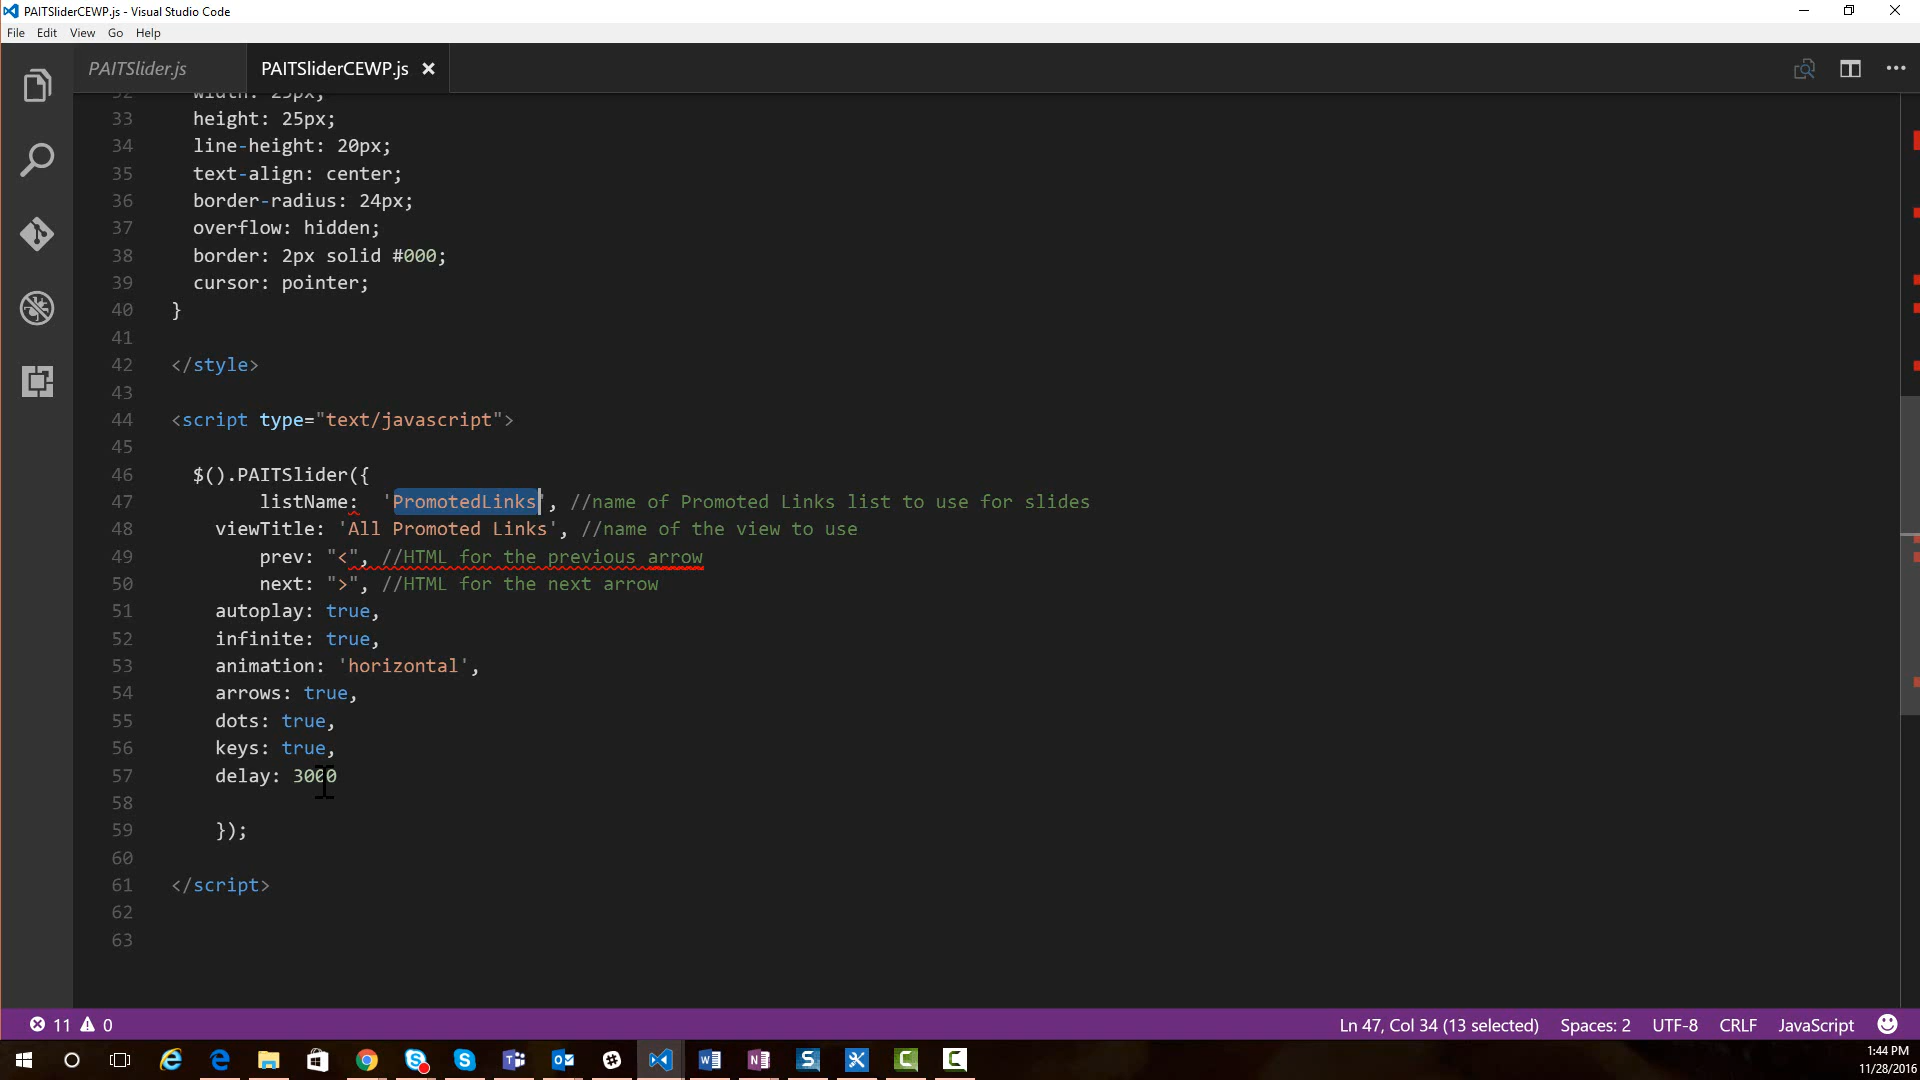 PAITSliderCEWP.js - Visual Studio Code
File Edit View Go Help
PAITSlider.js PAITSliderCEWP.js
32 width: 25px;
33 height: 25px;
34 line-height: 20px;
35 text-align: center;
36 border-radius: 24px;
37 overflow: hidden;
38 border: 2px solid #000;
39 cursor: pointer;
40 }
41
42 </style>
43
44 <script type="text/javascript">
45
46 $().PAITSlider({
47 listName: 'PromotedLinks', //name of Promoted Links list to use for slides
48 viewTitle: 'All Promoted Links', //name of the view to use
49 prev: "<", //HTML for the previous arrow
50 next: ">", //HTML for the next arrow
51 autoplay: true,
52 infinite: true,
53 animation: 'horizontal',
54 arrows: true,
55 dots: true,
56 keys: true,
57 delay: 3000
58
59 });
60
61 </script>
62
63
11 0 Ln 47, Col 34 (13 selected) Spaces: 2 UTF-8 CRLF JavaScript
1:44 PM
11/28/2016